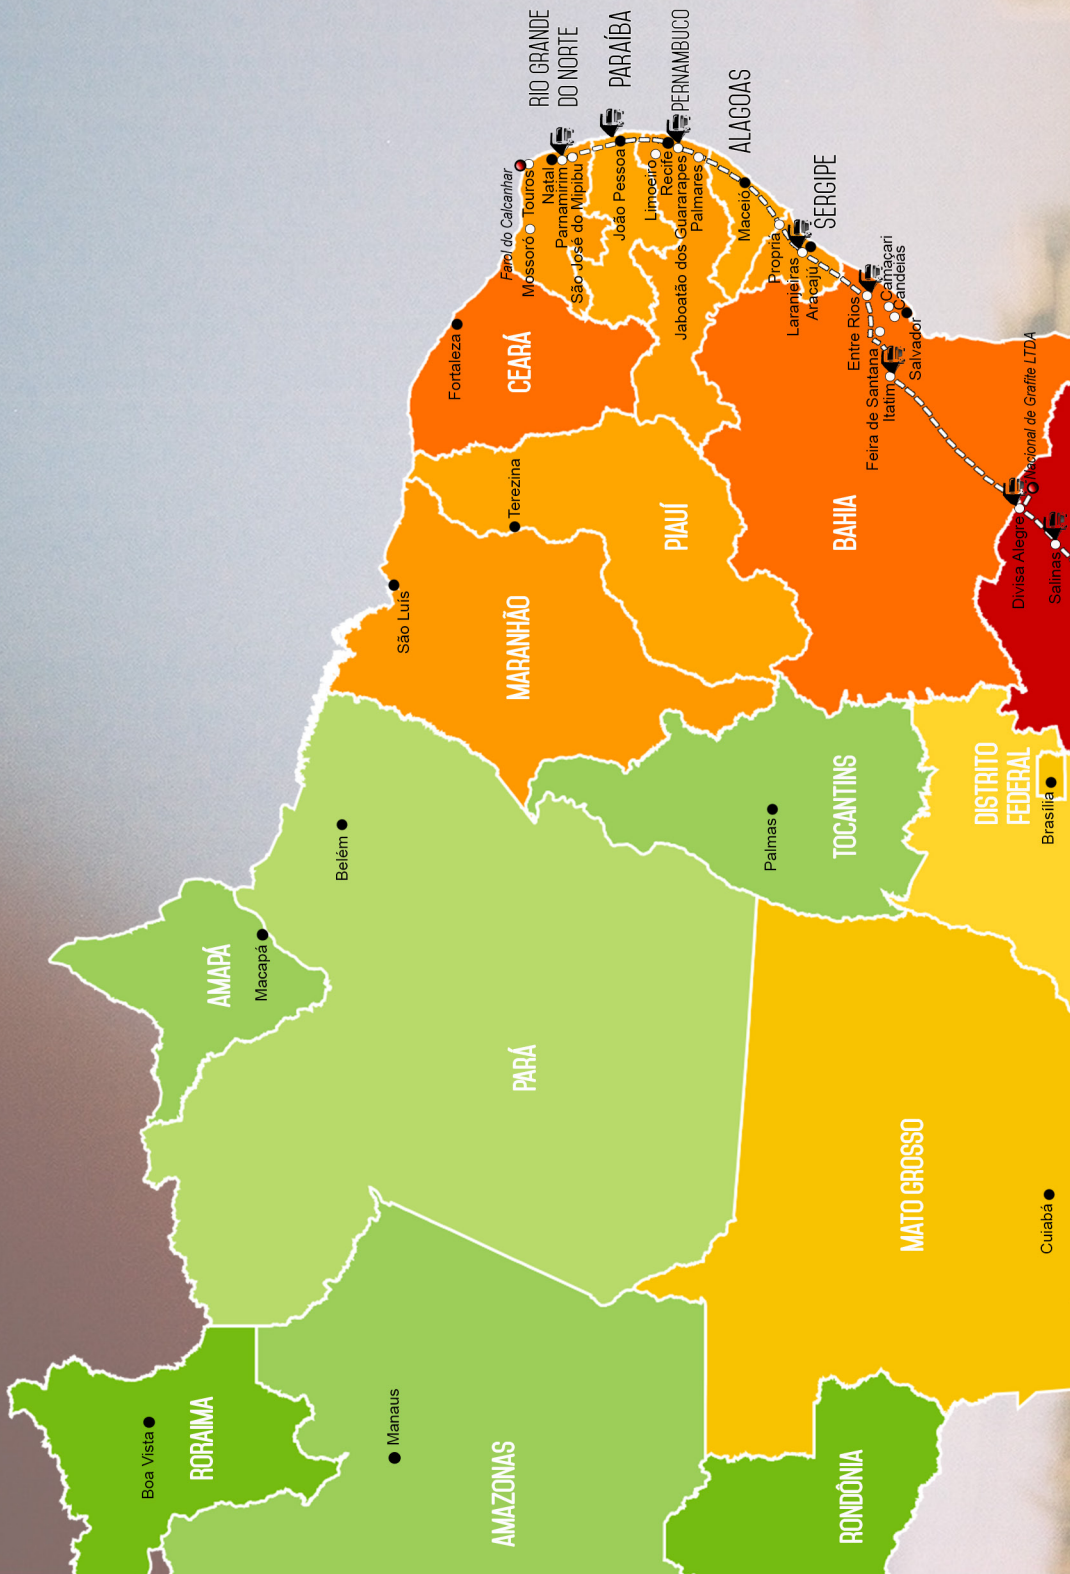 RORAIMA
Boa Vista
AMAPÁ
Macapá
AMAZONAS
Manaus
PARÁ
Belém
MARANHÃO
São Luís
PIAUÍ
Terezina
CEARÁ
Fortaleza
RIO GRANDE
DO NORTE
Farol do Calcanhar
Touros
Mossoró
Natal
Parnamirim
São José do Mipibu
PARAÍBA
João Pessoa
PERNAMBUCO
Limoeiro
Recife
Jaboatão dos Guararapes
Palmares
ALAGOAS
Maceió
SERGIPE
Propria
Laranjeiras
Aracajú
BAHIA
Entre Rios
Camaçari
Candeias
Salvador
Feira de Santana
Itatim
Nacional de Grafite LTDA
Divisa Alegre
Salinas
TOCANTINS
Palmas
DISTRITO
FEDERAL
Brasília
MATO GROSSO
Cuiabá
RONDÔNIA